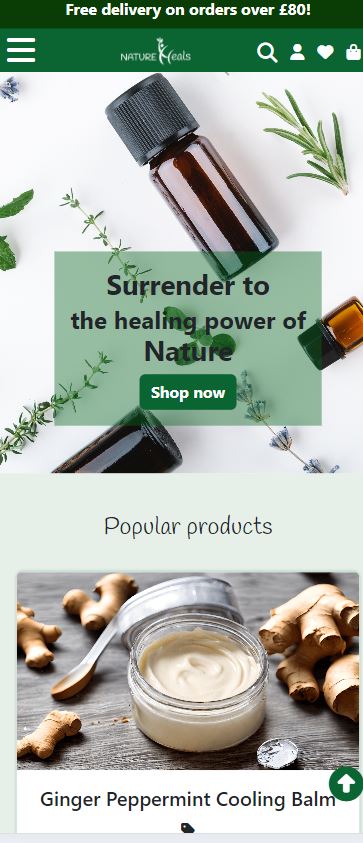 Free delivery on orders over £80!
NATURE Heals
Surrender to
the healing power of
Nature
Shop now
Popular products
Ginger Peppermint Cooling Balm